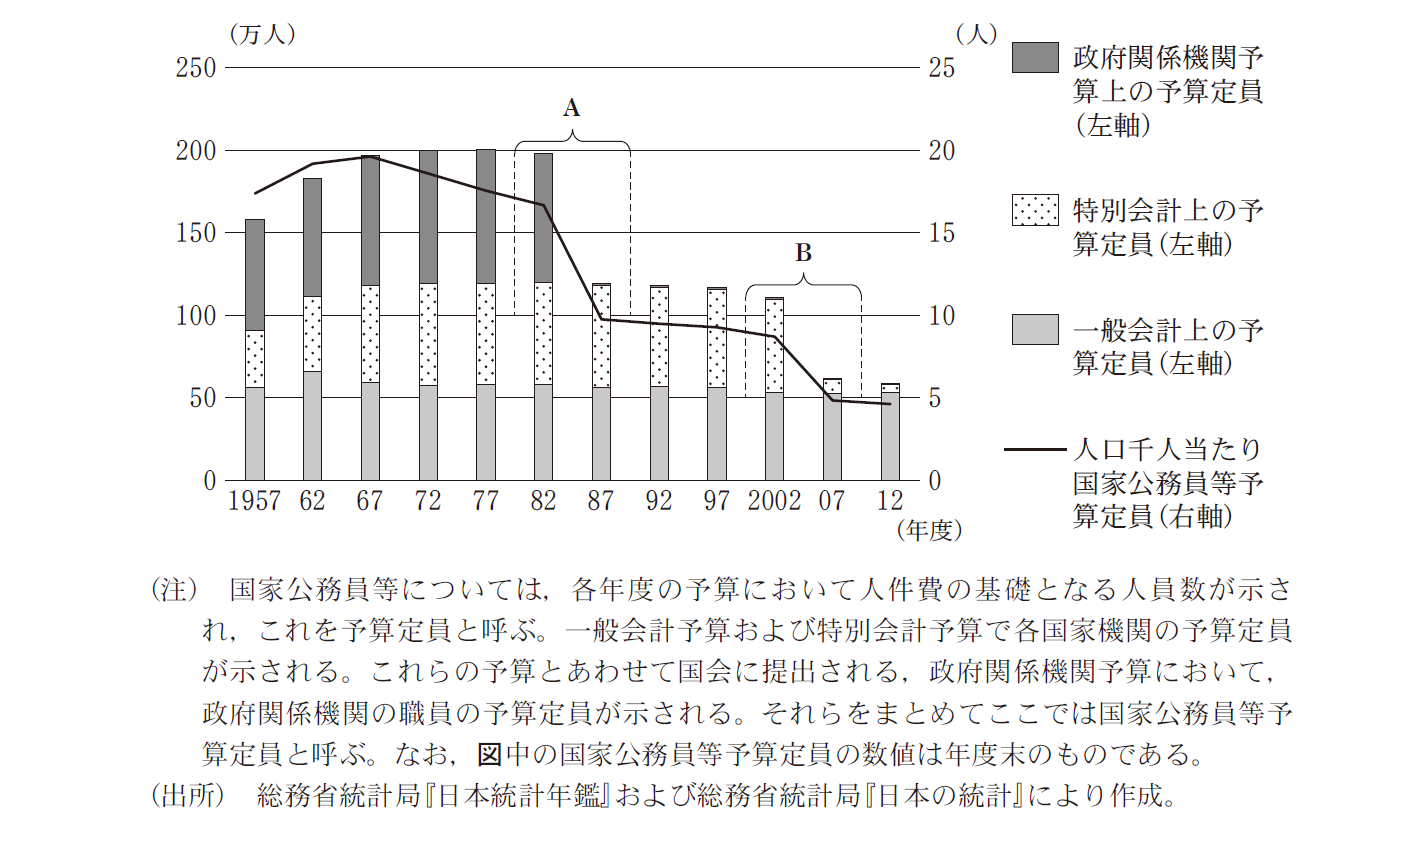 (万人)
(人)
250
200
150
100
50
0
25
20
15
10
5
0
A
B
1957 62 67 72 77 82 87 92 97 2002 07 12
(年度)
政府関係機関予
算上の予算定員
(左軸)
特別会計上の予
算定員(左軸)
一般会計上の予
算定員(左軸)
人口千人当たり
国家公務員等予
算定員(右軸)
(注) 国家公務員等については，各年度の予算において人件費の基礎となる人員数が示さ
れ，これを予算定員と呼ぶ。一般会計予算および特別会計予算で各国家機関の予算定員
が示される。これらの予算とあわせて国会に提出される，政府関係機関予算において，
政府関係機関の職員の予算定員が示される。それらをまとめてここでは国家公務員等予
算定員と呼ぶ。なお，図中の国家公務員等予算定員の数値は年度末のものである。
(出所) 総務省統計局『日本統計年鑑』および総務省統計局『日本の統計』により作成。